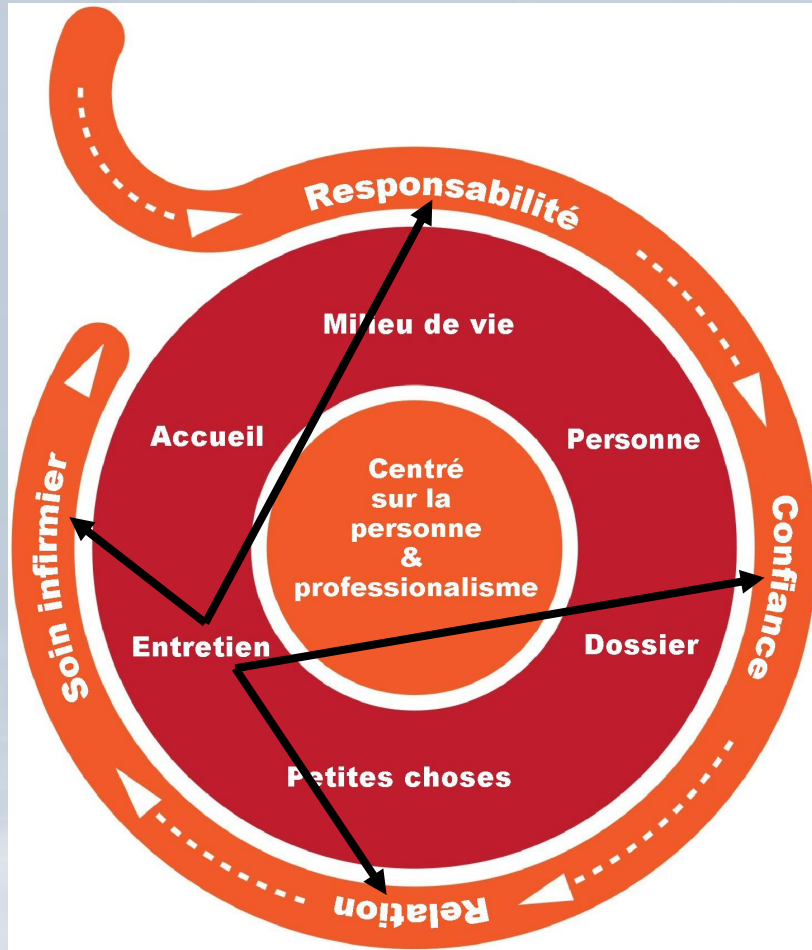 Responsabilité
Milieu de vie
Accueil
Personne
Centré
sur la
personne
&
professionalisme
Soin infirmier
Confiance
Entretien
Dossier
Petites choses
Relation